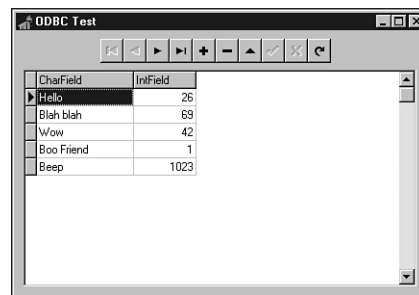 ODBC Test
CharField IntField
Hello 26
Blah blah 69
Wow 42
Boo Friend 1
Beep 1023